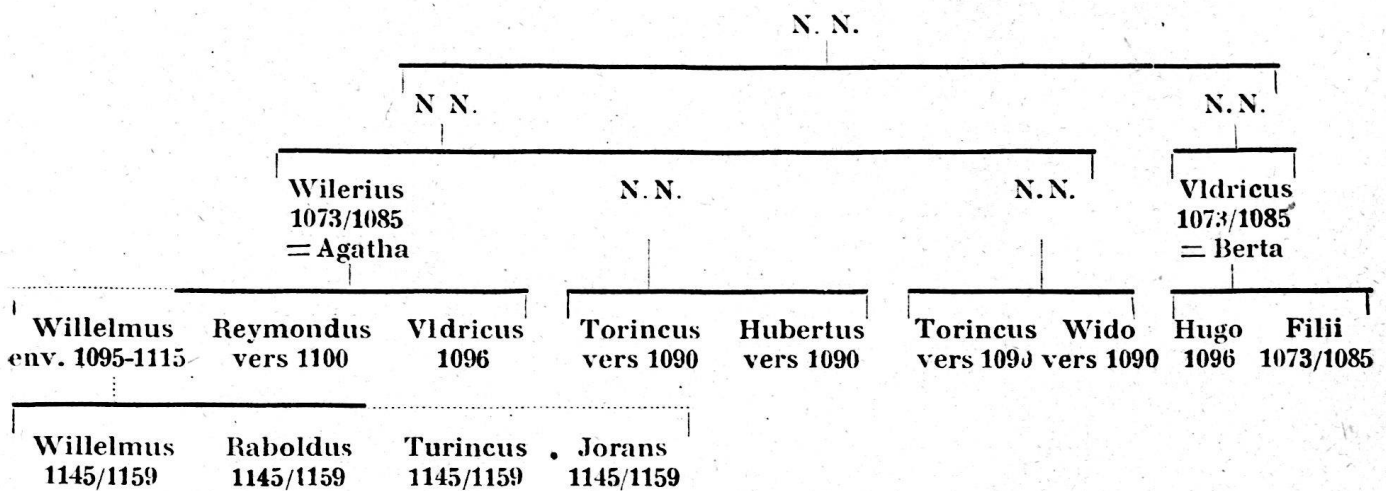 N. N.
N N. N. N.
Wilerius N. N. N. N. Vldricus
1073/1085 1073/1085
= Agatha = Berta
Willelmus Reymondus Vldricus Torincus Hubertus Torincus Wido Hugo Filii
env. 1095-1115 vers 1100 1096 vers 1090 vers 1090 vers 1090 vers 1090 1096 1073/1085
Willelmus Raboldus Turincus . Jorans
1145/1159 1145/1159 1145/1159 1145/1159